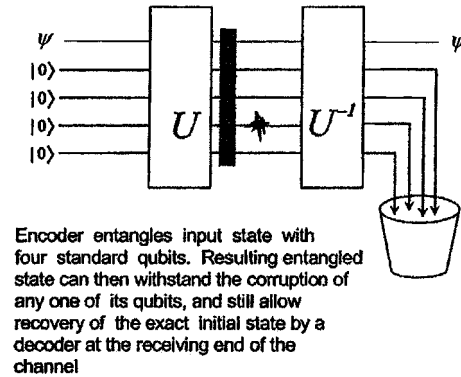 ψ ψ
|0⟩
|0⟩
|0⟩
|0⟩
U U⁻¹
Encoder entangles input state with
four standard qubits. Resulting entangled
state can then withstand the corruption of
any one of its qubits, and still allow
recovery of the exact initial state by a
decoder at the receiving end of the
channel